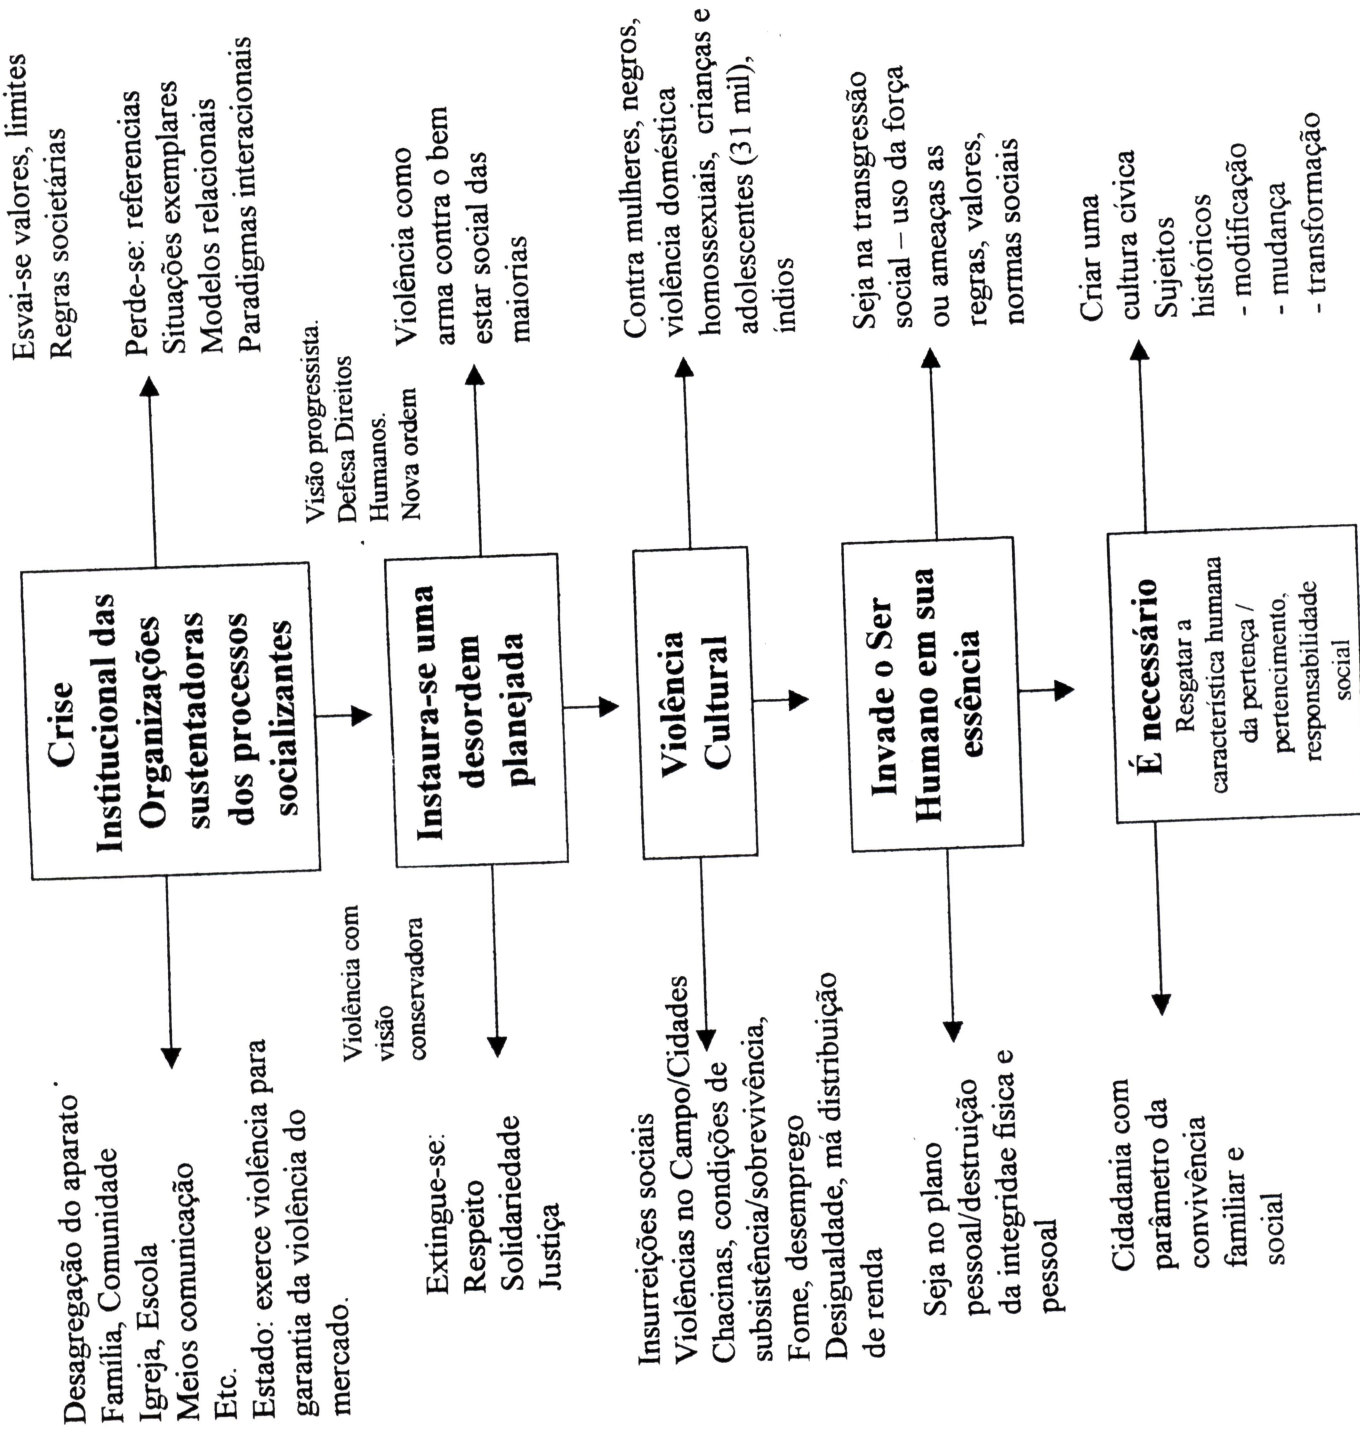 Esvai-se valores, limites
Regras societárias
Desagregação do aparato
Família, Comunidade
Igreja, Escola
Meios comunicação
Etc.
Estado: exerce violência para
garantia da violência do
mercado.
Crise
Institucional das
Organizações
sustentadoras
dos processos
socializantes
Perde-se: referencias
Situações exemplares
Modelos relacionais
Paradigmas interacionais
Violência com
visão
conservadora
Visão progressista.
Defesa Direitos
Humanos.
Nova ordem
Extingue-se:
Respeito
Solidariedade
Justiça
Instaura-se uma
desordem
planejada
Violência como
arma contra o bem
estar social das
maiorias
Insurreições sociais
Violências no Campo/Cidades
Chacinas, condições de
subsistência/sobrevivência,
Fome, desemprego
Desigualdade, má distribuição
de renda
Violência
Cultural
Contra mulheres, negros,
violência doméstica
homossexuais, crianças e
adolescentes (31 mil),
índios
Seja no plano
pessoal/destruição
da integridae física e
pessoal
Invade o Ser
Humano em sua
essência
Seja na transgressão
social – uso da força
ou ameaças as
regras, valores,
normas sociais
Cidadania com
parâmetro da
convivência
familiar e
social
É necessário
Resgatar a
característica humana
da pertença /
pertencimento,
responsabilidade
social
Criar uma
cultura cívica
Sujeitos
históricos
- modificação
- mudança
- transformação